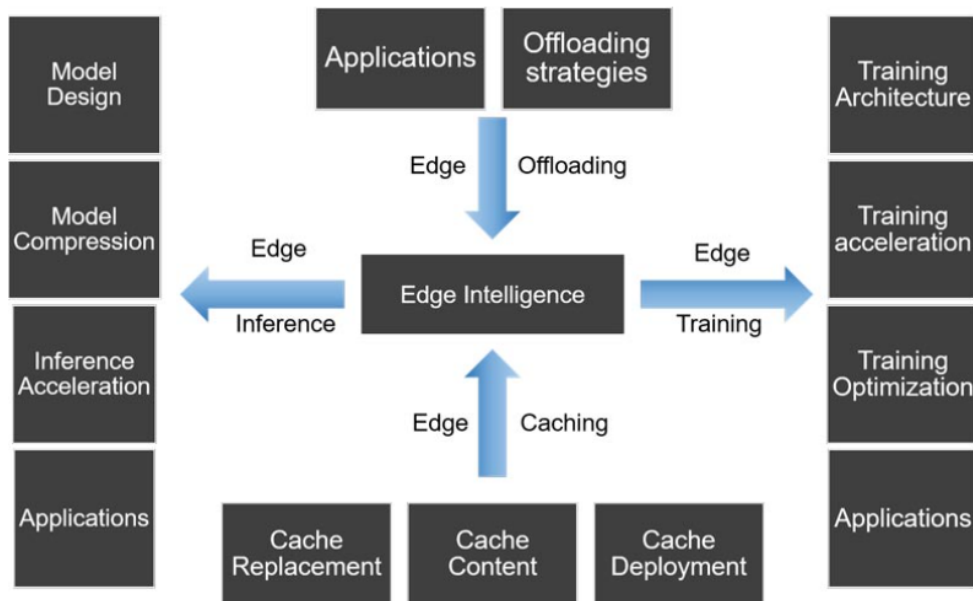 Model
Design
Model
Compression
Inference
Acceleration
Applications
Applications
Offloading
strategies
Edge Offloading
Edge
Inference
Edge Intelligence
Edge
Training
Edge Caching
Cache
Replacement
Cache
Content
Cache
Deployment
Training
Architecture
Training
acceleration
Training
Optimization
Applications